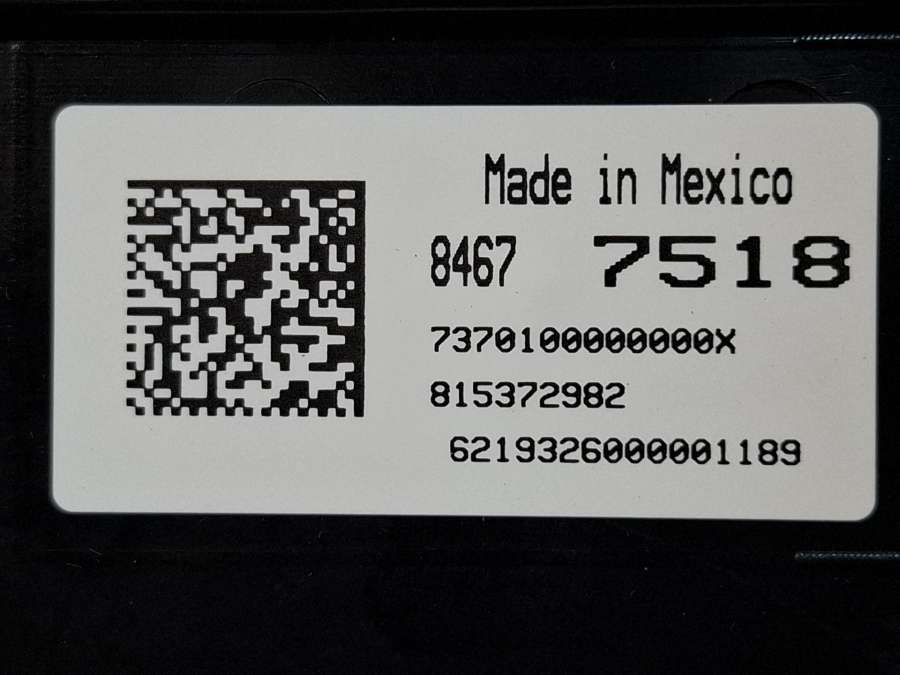 Made in Mexico
8467 7518
7370100000000X
815372982
6219326000001189